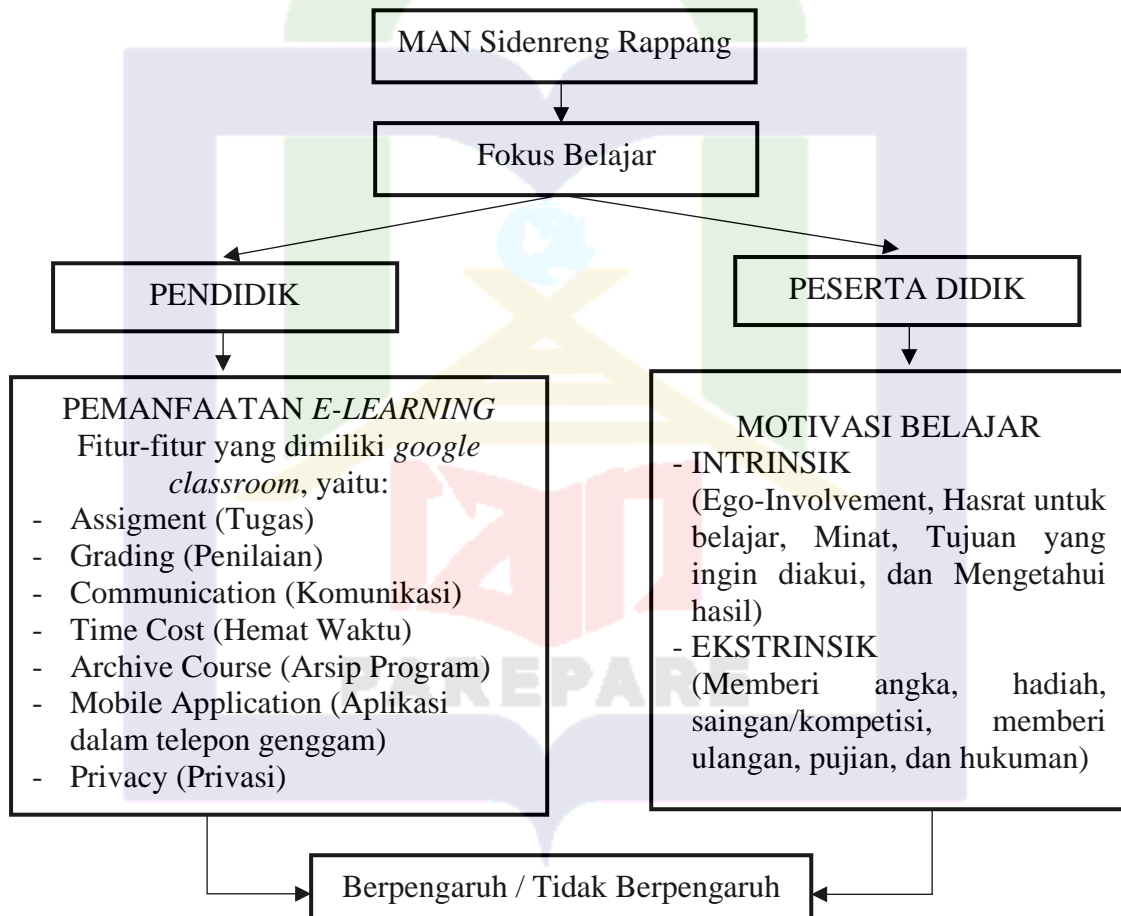 MAN Sidenreng Rappang
Fokus Belajar
PENDIDIK
PESERTA DIDIK
PEMANFAATAN E-LEARNING
Fitur-fitur yang dimiliki google
classroom, yaitu:
- Assigment (Tugas)
- Grading (Penilaian)
- Communication (Komunikasi)
- Time Cost (Hemat Waktu)
- Archive Course (Arsip Program)
- Mobile Application (Aplikasi
dalam telepon genggam)
- Privacy (Privasi)
MOTIVASI BELAJAR
- INTRINSIK
(Ego-Involvement, Hasrat untuk
belajar, Minat, Tujuan yang
ingin diakui, dan Mengetahui
hasil)
- EKSTRINSIK
(Memberi angka, hadiah,
saingan/kompetisi, memberi
ulangan, pujian, dan hukuman)
PAREPARE
Berpengaruh / Tidak Berpengaruh